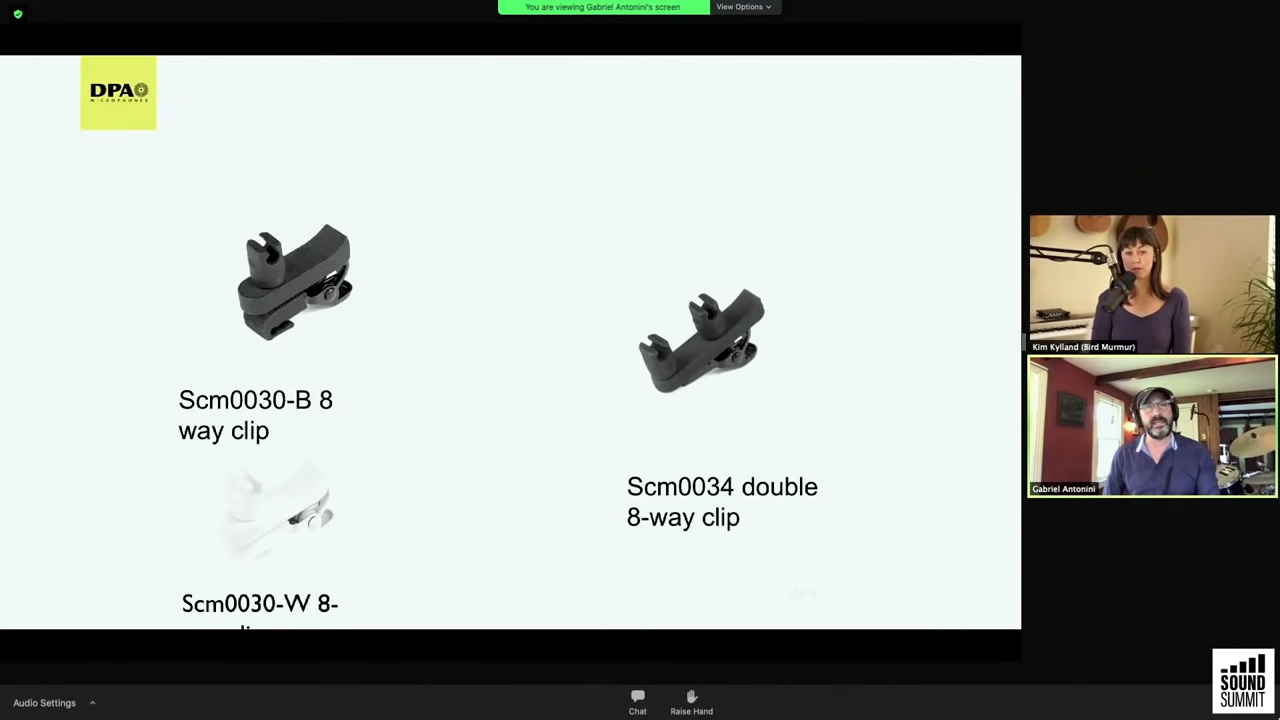 You are viewing Gabriel Antonini's screen
View Options
DPA
MICROPHONES
Scm0030-B 8
way clip
Scm0034 double
8-way clip
Scm0030-W 8-
Kim Kylland (Bird Murmur)
Gabriel Antonini
Audio Settings
Chat
Raise Hand
SOUND
SUMMIT